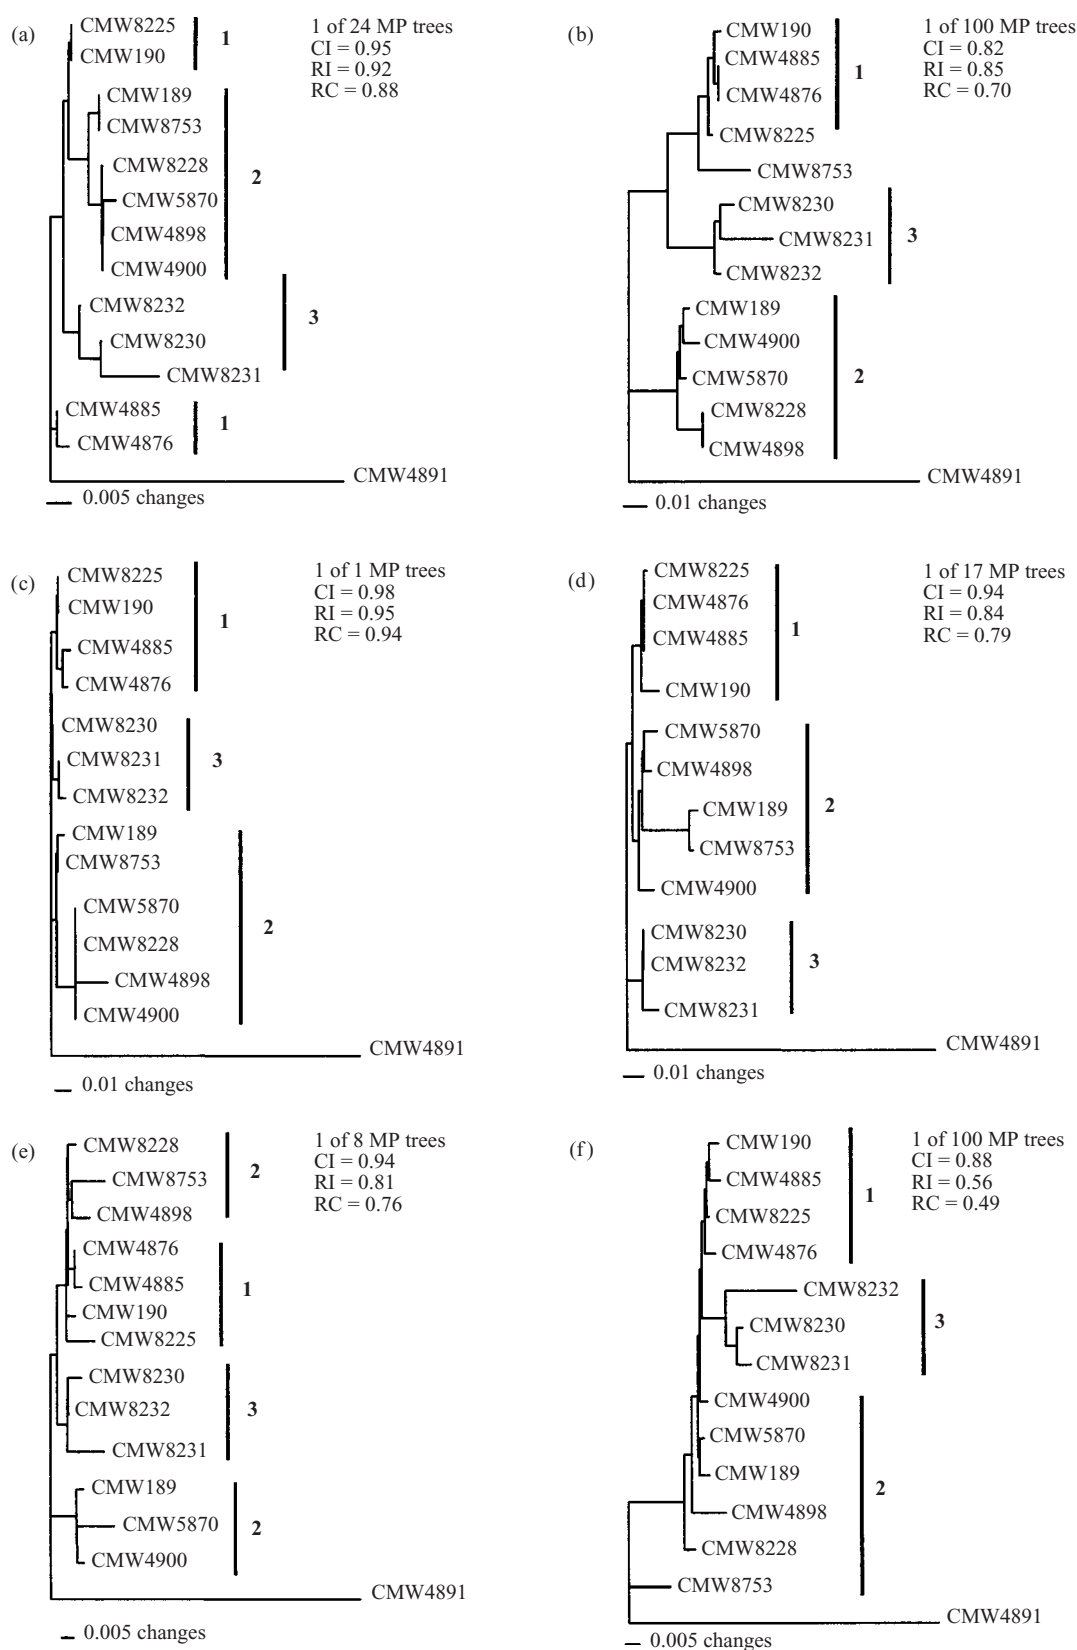 (a)
CMW8225
CMW190
1
1 of 24 MP trees
CI = 0.95
RI = 0.92
RC = 0.88
CMW189
CMW8753
CMW8228
CMW5870
CMW4898
CMW4900
2
CMW8232
CMW8230
CMW8231
3
CMW4885
CMW4876
1
CMW4891
0.005 changes
(b)
CMW190
CMW4885
CMW4876
CMW8225
1
1 of 100 MP trees
CI = 0.82
RI = 0.85
RC = 0.70
CMW8753
CMW8230
CMW8231
CMW8232
3
CMW189
CMW4900
CMW5870
CMW8228
CMW4898
2
CMW4891
0.01 changes
(c)
CMW8225
CMW190
CMW4885
CMW4876
1
1 of 1 MP trees
CI = 0.98
RI = 0.95
RC = 0.94
CMW8230
CMW8231
CMW8232
3
CMW189
CMW8753
CMW5870
CMW8228
CMW4898
CMW4900
2
CMW4891
0.01 changes
(d)
CMW8225
CMW4876
CMW4885
CMW190
1
1 of 17 MP trees
CI = 0.94
RI = 0.84
RC = 0.79
CMW5870
CMW4898
CMW189
CMW8753
CMW4900
2
CMW8230
CMW8232
CMW8231
3
CMW4891
0.01 changes
(e)
CMW8228
CMW8753
CMW4898
2
1 of 8 MP trees
CI = 0.94
RI = 0.81
RC = 0.76
CMW4876
CMW4885
CMW190
CMW8225
1
CMW8230
CMW8232
CMW8231
3
CMW189
CMW5870
CMW4900
2
CMW4891
0.005 changes
(f)
CMW190
CMW4885
CMW8225
CMW4876
1
1 of 100 MP trees
CI = 0.88
RI = 0.56
RC = 0.49
CMW8232
CMW8230
CMW8231
3
CMW4900
CMW5870
CMW189
CMW4898
CMW8228
CMW8753
2
CMW4891
0.005 changes